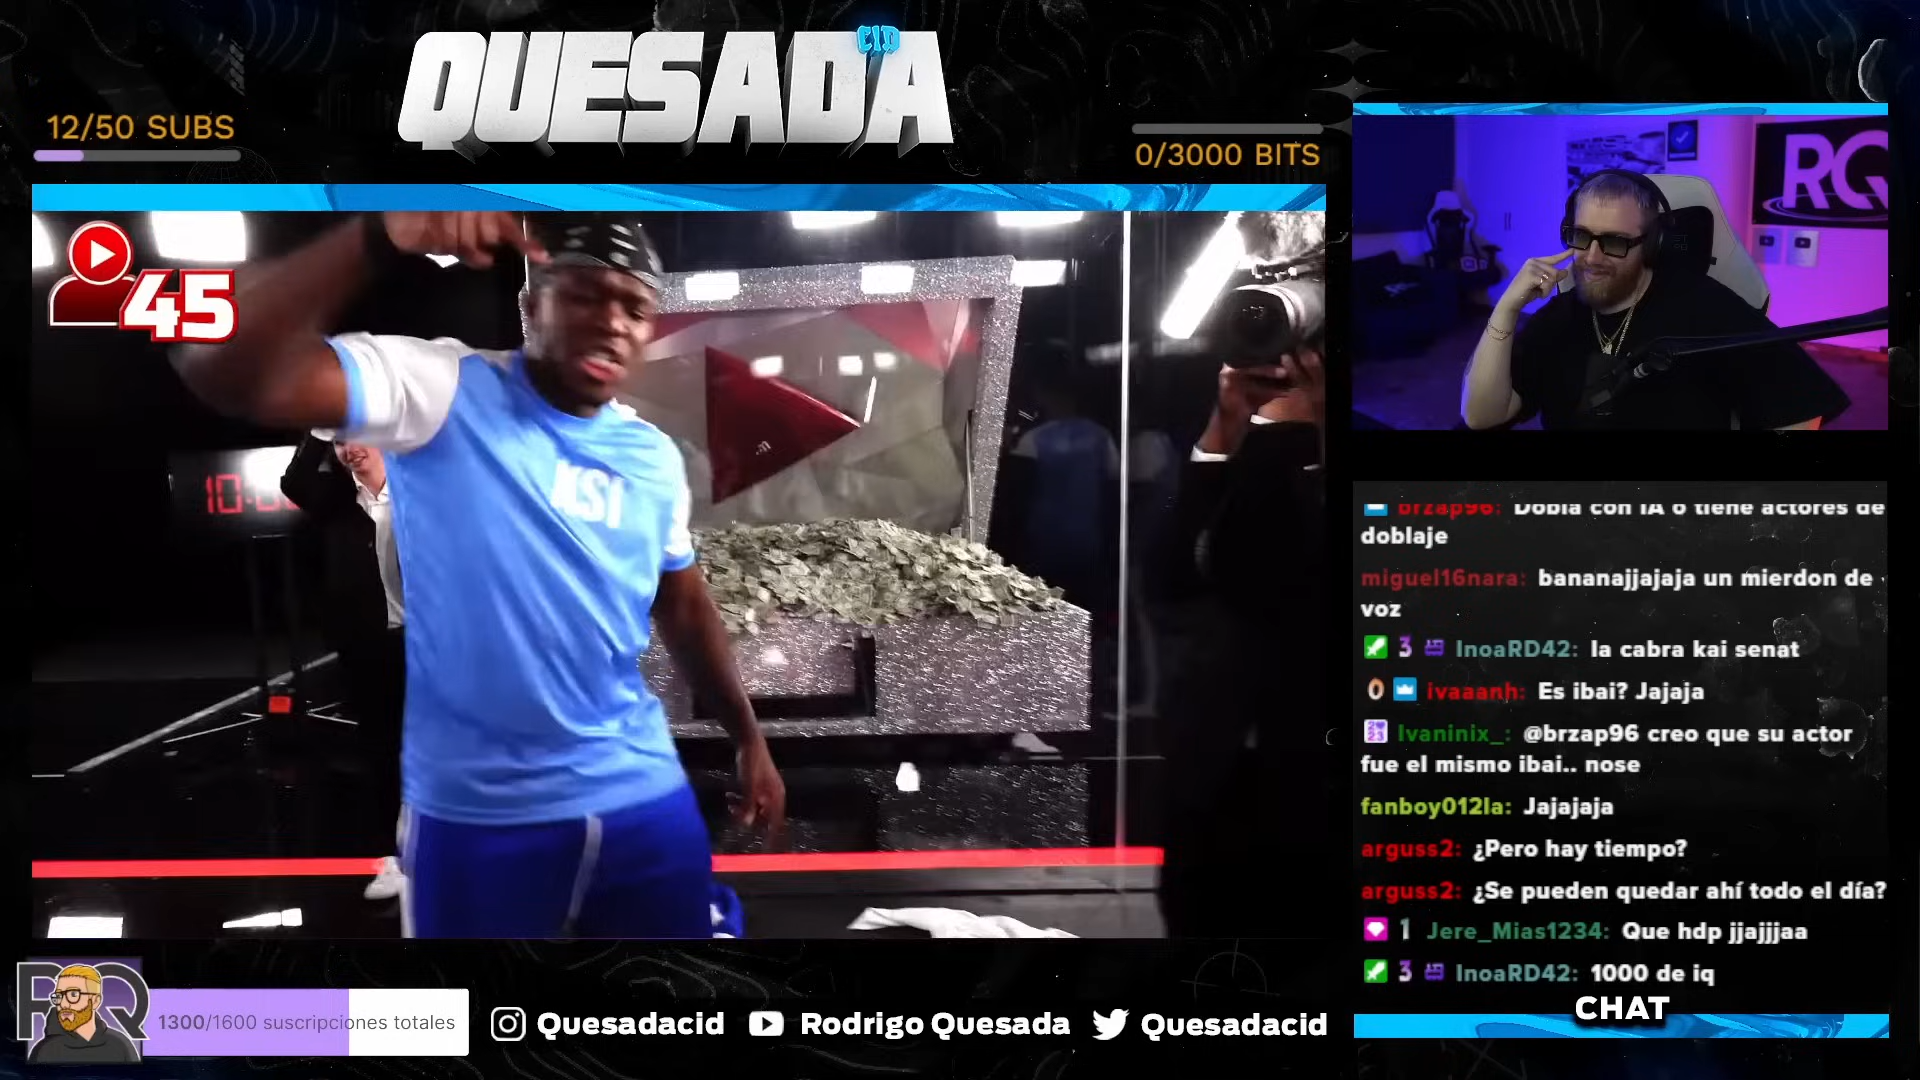 QUESADA
CID
12/50 SUBS
0/3000 BITS
RQ
45
KSI
brzap96: Dobla con IA o tiene actores de
doblaje
miguel16nara: bananajjajaja un mierdon de
voz
3 InoaRD42: la cabra kai senat
0 ivaaanh: Es ibai? Jajaja
Ivaninix_: @brzap96 creo que su actor
fue el mismo ibai.. nose
fanboy012la: Jajajaja
arguss2: ¿Pero hay tiempo?
arguss2: ¿Se pueden quedar ahí todo el día?
1 Jere_Mias1234: Que hdp jjajjjaa
3 InoaRD42: 1000 de iq
CHAT
RQ
1300/1600 suscripciones totales
Quesadacid
Rodrigo Quesada
Quesadacid